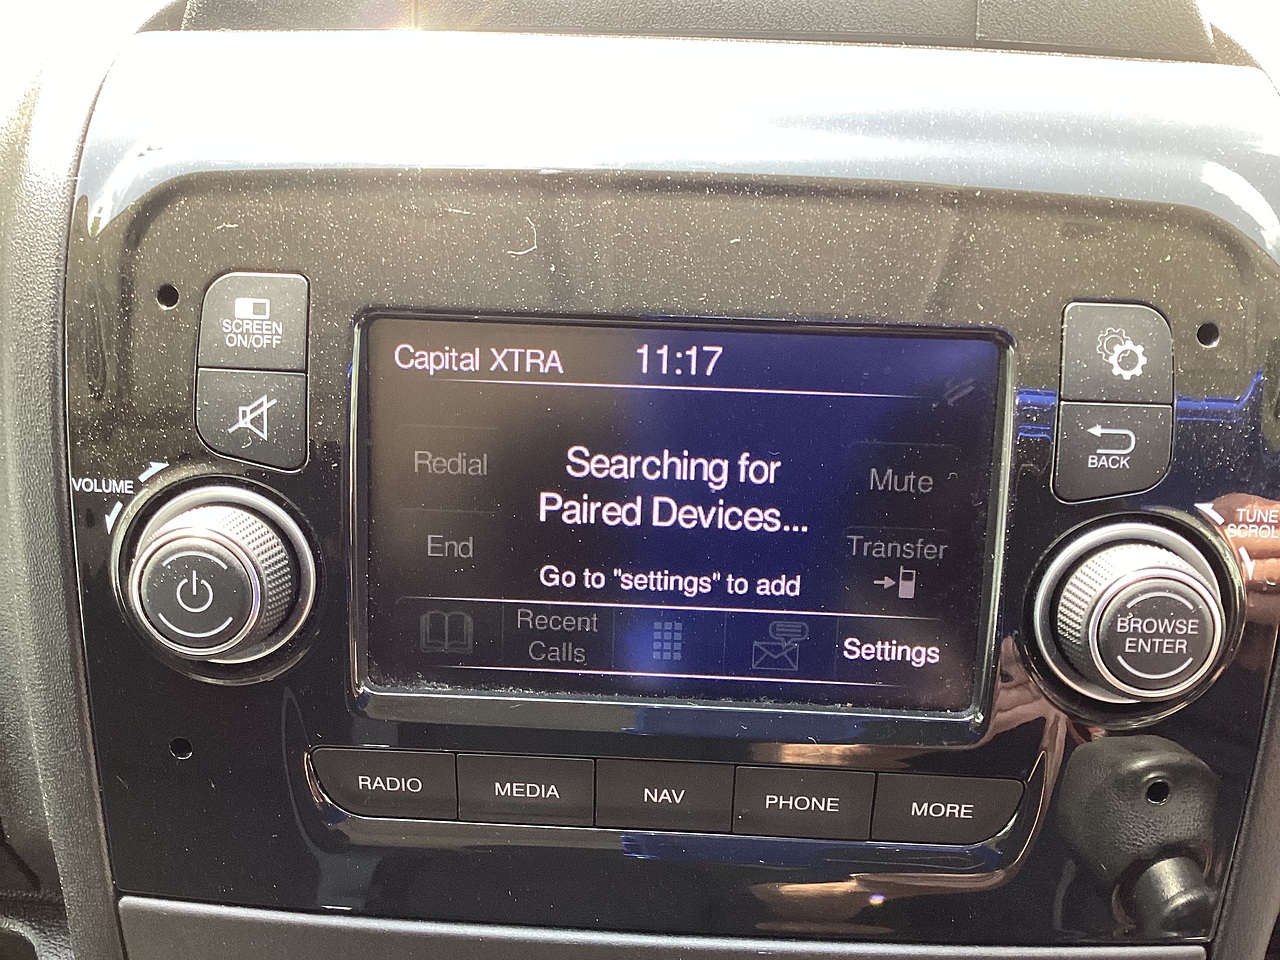 SCREEN
ON/OFF
VOLUME
Capital XTRA 11:17
Searching for
Paired Devices...
Go to "settings" to add
Redial
End
Mute
Transfer
Recent
Calls
Settings
BACK
TUNE
SCROLL
BROWSE
ENTER
RADIO
MEDIA
NAV
PHONE
MORE